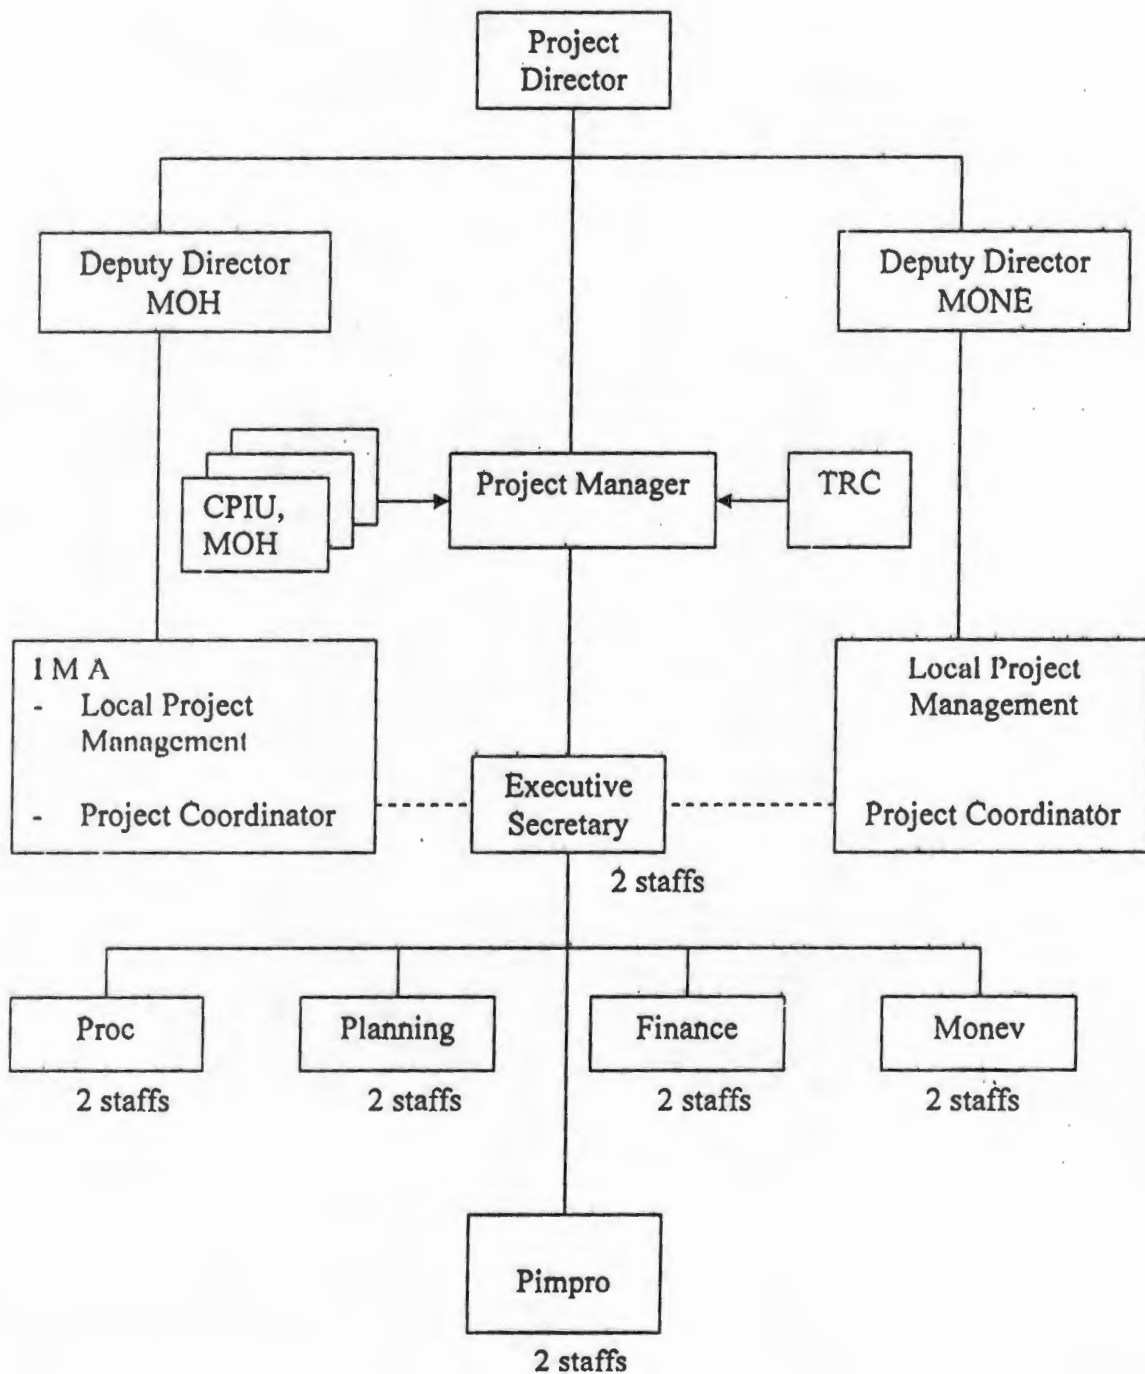 Project
Director
Deputy Director
MOH
Deputy Director
MONE
CPIU,
MOH
Project Manager
TRC
I M A
- Local Project
Management
- Project Coordinator
Local Project
Management
Project Coordinator
Executive
Secretary
2 staffs
Proc
Planning
Finance
Monev
2 staffs
2 staffs
2 staffs
2 staffs
Pimpro
2 staffs